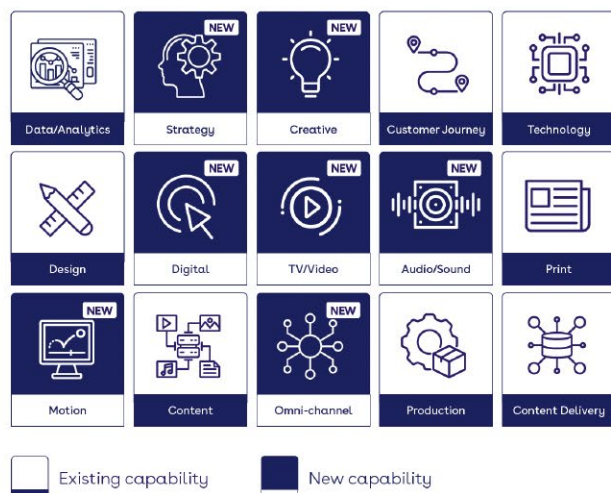 NEW
NEW
Data/Analytics
Strategy
Creative
Customer Journey
Technology
NEW
NEW
NEW
Design
Digital
TV/Video
Audio/Sound
Print
NEW
NEW
Motion
Content
Omni-channel
Production
Content Delivery
Existing capability
New capability